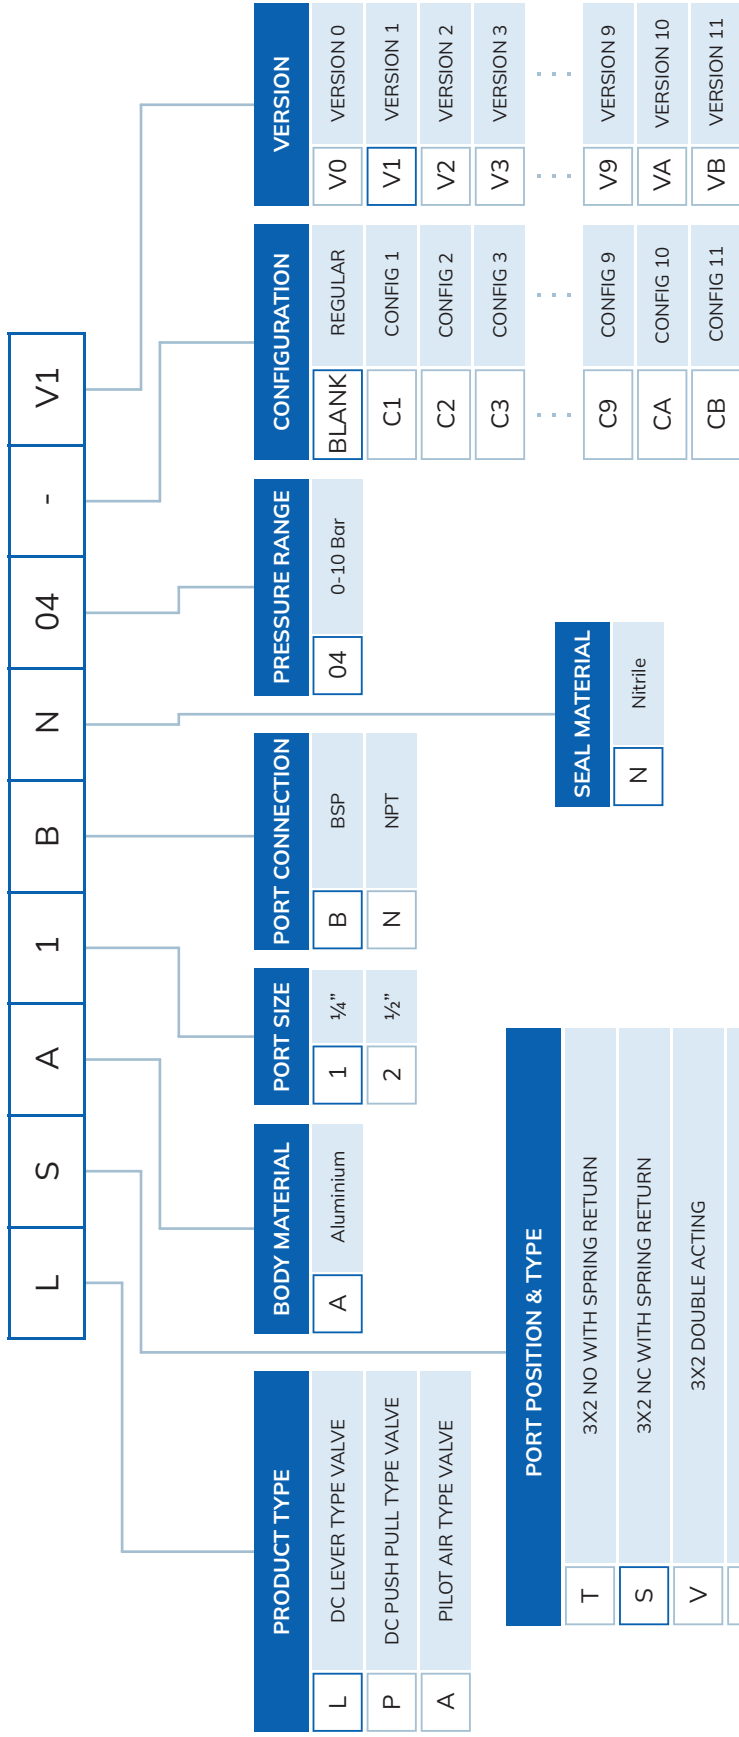 L S A 1 B N 04 - V1
PRODUCT TYPE
L DC LEVER TYPE VALVE
P DC PUSH PULL TYPE VALVE
A PILOT AIR TYPE VALVE
PORT POSITION & TYPE
T 3X2 NO WITH SPRING RETURN
S 3X2 NC WITH SPRING RETURN
V 3X2 DOUBLE ACTING
BODY MATERIAL
A Aluminium
PORT SIZE
1 ¼”
2 ½”
PORT CONNECTION
B BSP
N NPT
SEAL MATERIAL
N Nitrile
PRESSURE RANGE
04 0-10 Bar
CONFIGURATION
BLANK REGULAR
C1 CONFIG 1
C2 CONFIG 2
C3 CONFIG 3
... ...
C9 CONFIG 9
CA CONFIG 10
CB CONFIG 11
VERSION
V0 VERSION 0
V1 VERSION 1
V2 VERSION 2
V3 VERSION 3
... ...
V9 VERSION 9
VA VERSION 10
VB VERSION 11